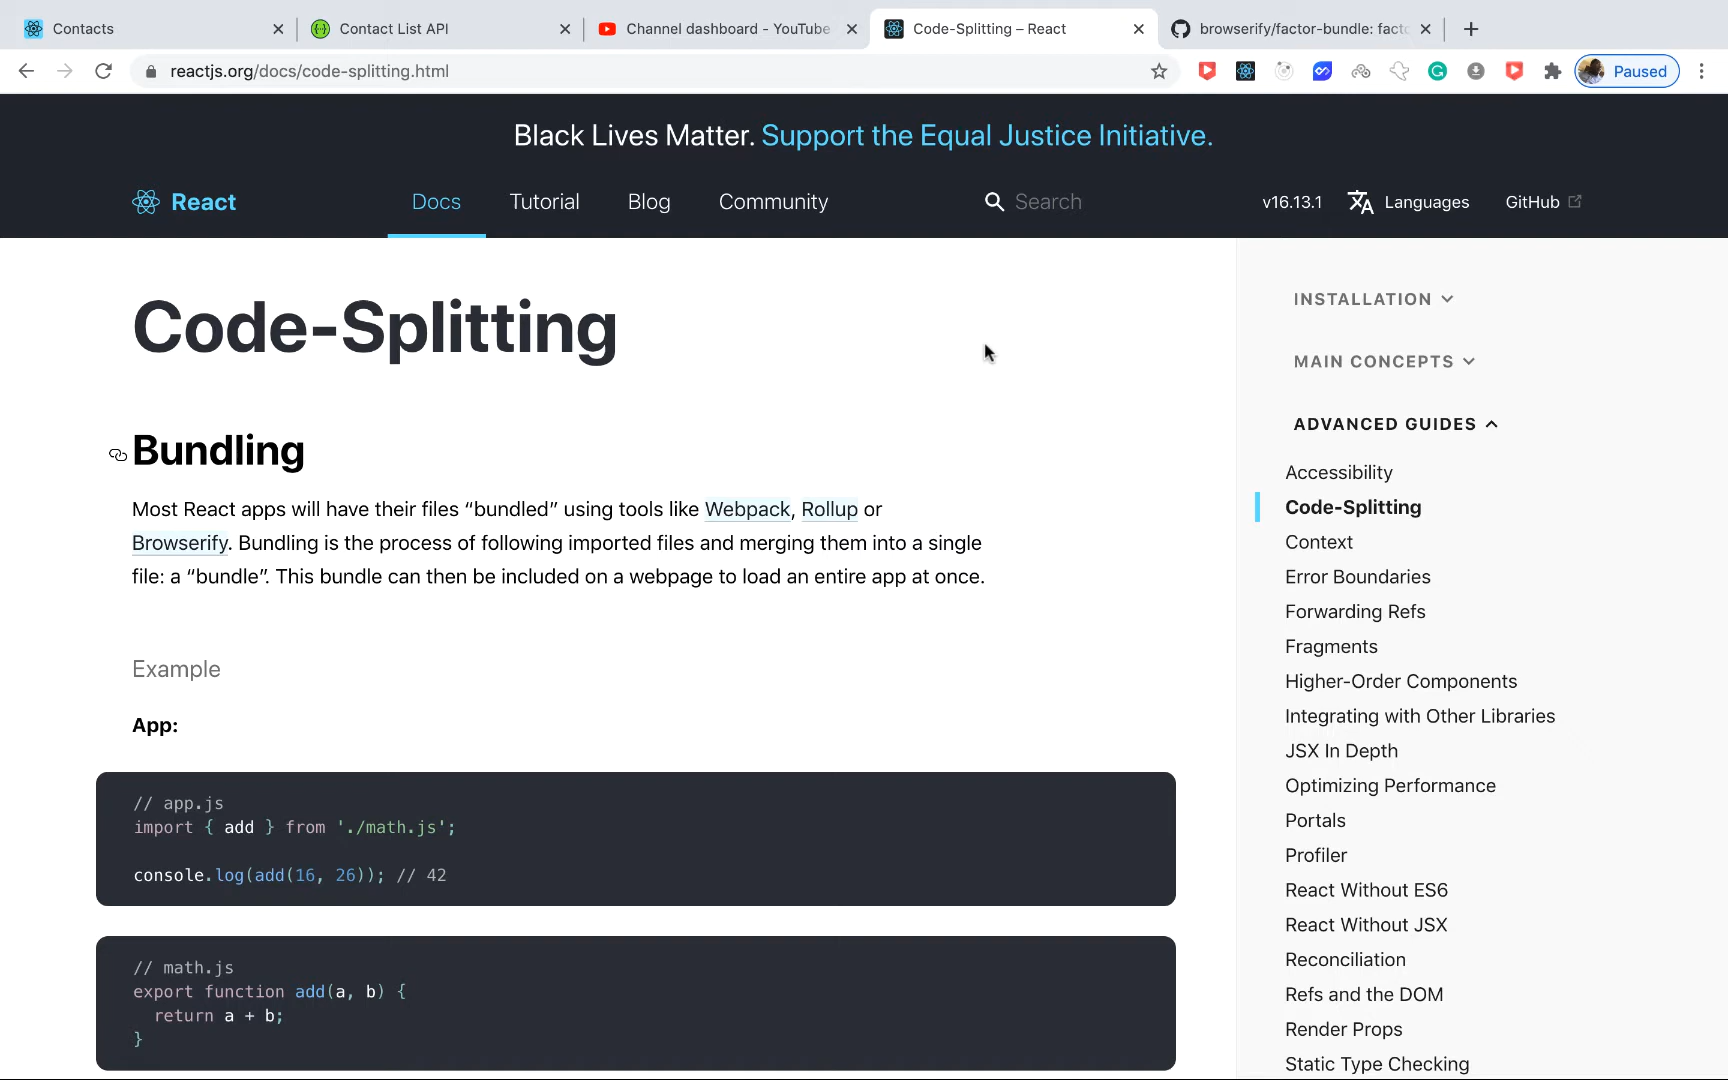 Contacts
Contact List API
Channel dashboard - YouTube
Code-Splitting – React
browserify/factor-bundle: facto
reactjs.org/docs/code-splitting.html
Paused
Black Lives Matter. Support the Equal Justice Initiative.
React
Docs
Tutorial
Blog
Community
Search
v16.13.1
Languages
GitHub
Code-Splitting
Bundling
Most React apps will have their files “bundled” using tools like Webpack, Rollup or
Browserify. Bundling is the process of following imported files and merging them into a single
file: a “bundle”. This bundle can then be included on a webpage to load an entire app at once.
Example
App:
// app.js
import { add } from './math.js';
console.log(add(16, 26)); // 42
// math.js
export function add(a, b) {
return a + b;
}
INSTALLATION
MAIN CONCEPTS
ADVANCED GUIDES
Accessibility
Code-Splitting
Context
Error Boundaries
Forwarding Refs
Fragments
Higher-Order Components
Integrating with Other Libraries
JSX In Depth
Optimizing Performance
Portals
Profiler
React Without ES6
React Without JSX
Reconciliation
Refs and the DOM
Render Props
Static Type Checking